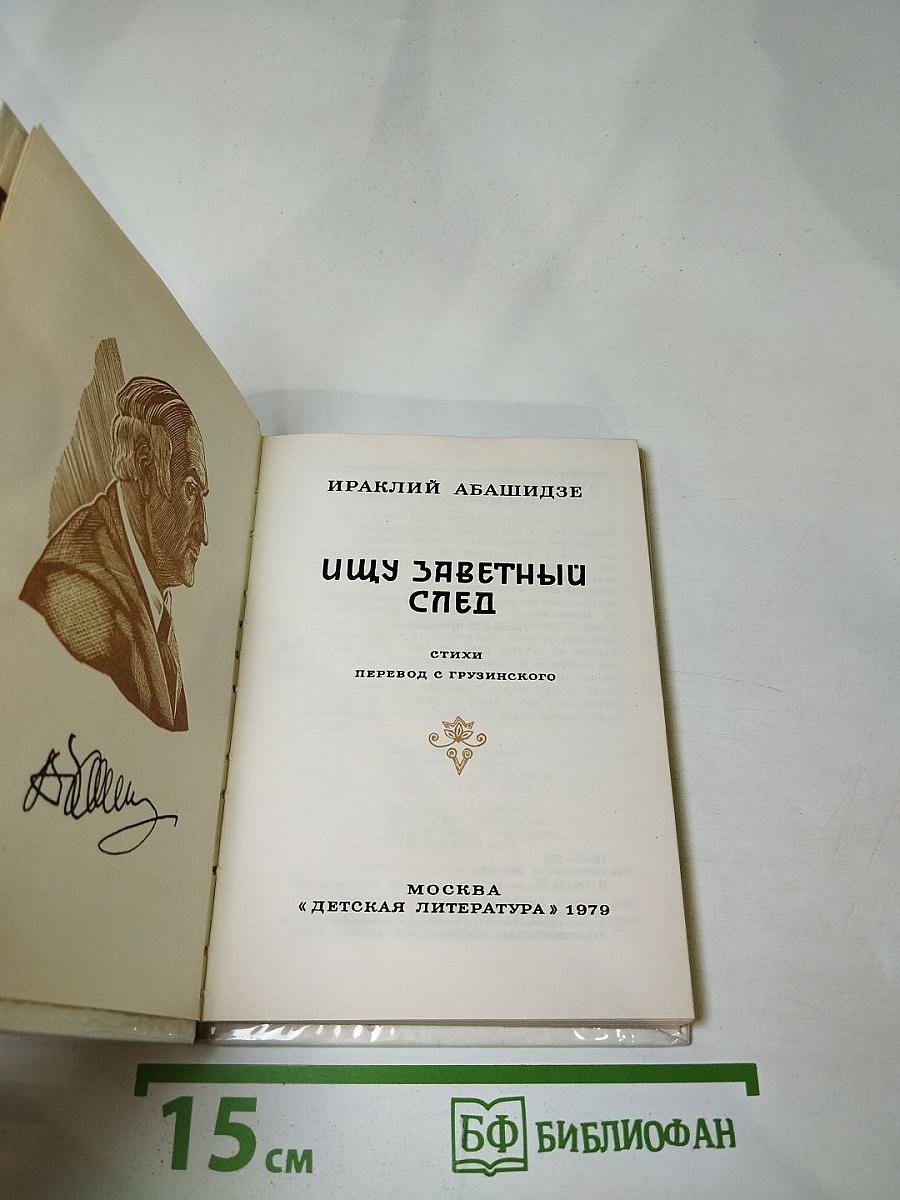 ИРАКЛИЙ АБАШИДЗЕ
ИЩУ ЗАВЕТНЫЙ
СЛЕД
СТИХИ
ПЕРЕВОД С ГРУЗИНСКОГО
МОСКВА
«ДЕТСКАЯ ЛИТЕРАТУРА» 1979
15 см
БФ БИБЛИОФАН